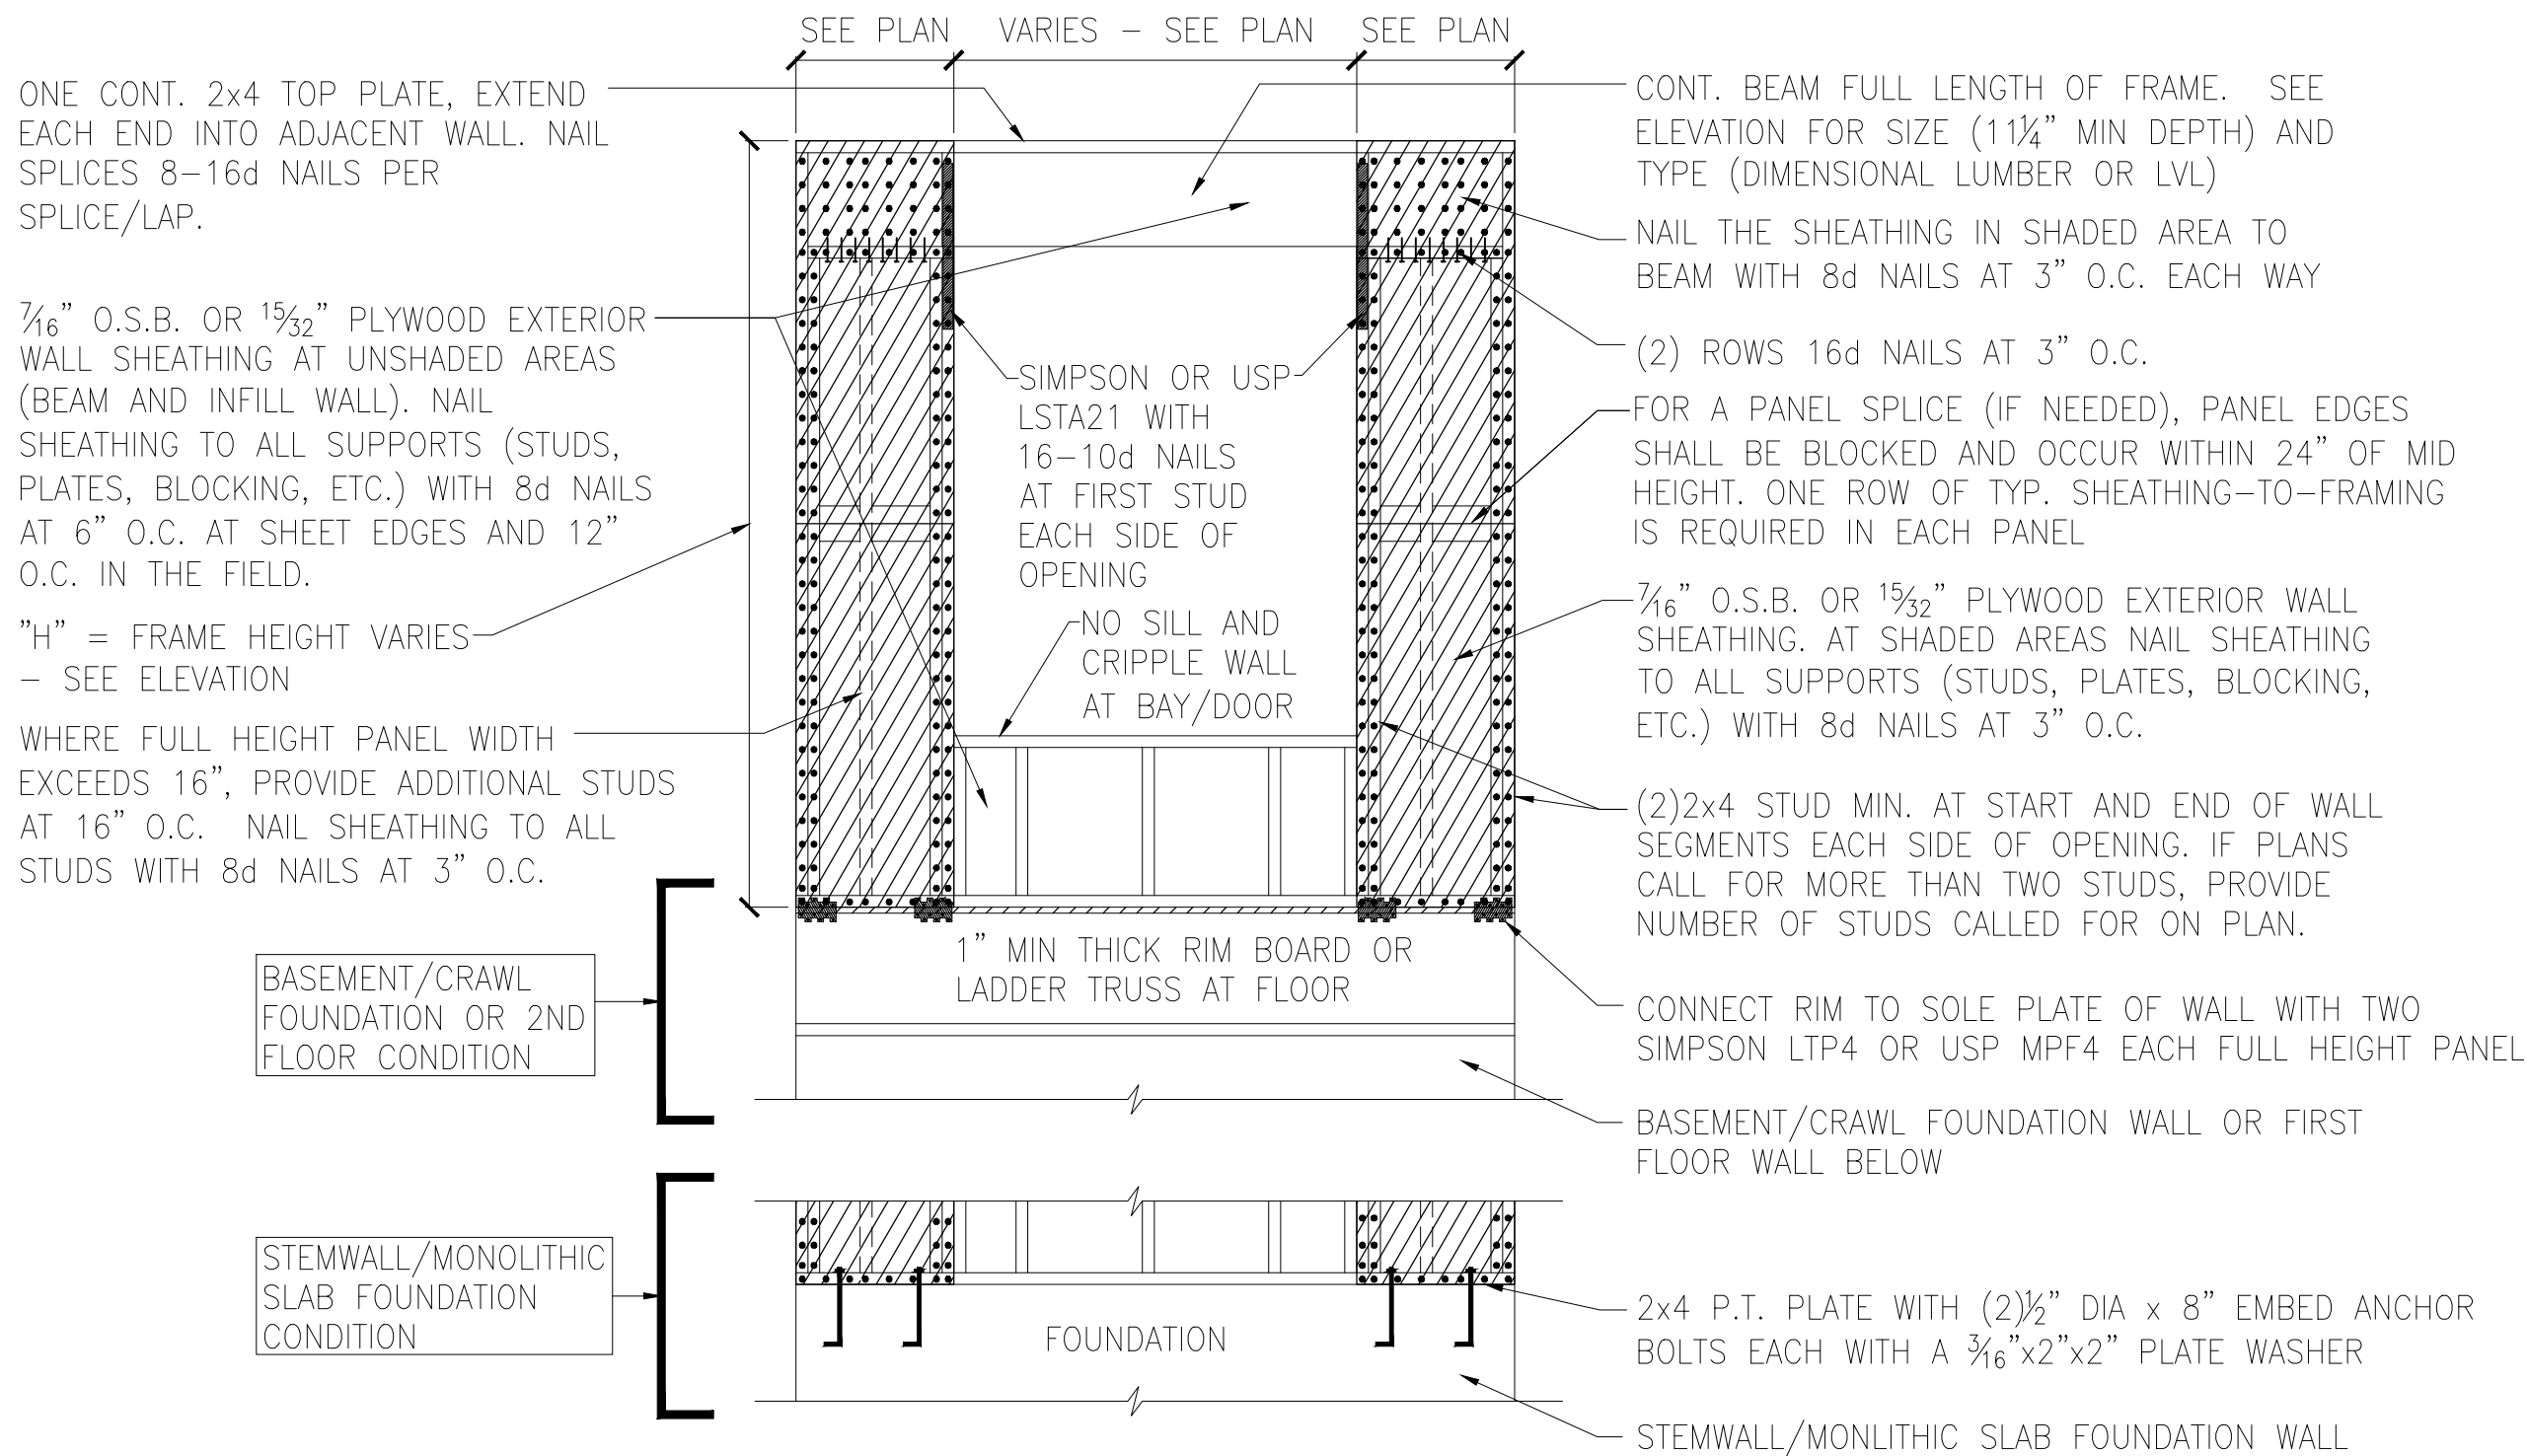 SEE PLAN
VARIES - SEE PLAN
SEE PLAN
ONE CONT. 2x4 TOP PLATE, EXTEND
EACH END INTO ADJACENT WALL. NAIL
SPLICES 8-16d NAILS PER
SPLICE/LAP.
7/16" O.S.B. OR 15/32" PLYWOOD EXTERIOR
WALL SHEATHING AT UNSHADED AREAS
(BEAM AND INFILL WALL). NAIL
SHEATHING TO ALL SUPPORTS (STUDS,
PLATES, BLOCKING, ETC.) WITH 8d NAILS
AT 6" O.C. AT SHEET EDGES AND 12"
O.C. IN THE FIELD.
"H" = FRAME HEIGHT VARIES
- SEE ELEVATION
WHERE FULL HEIGHT PANEL WIDTH
EXCEEDS 16", PROVIDE ADDITIONAL STUDS
AT 16" O.C. NAIL SHEATHING TO ALL
STUDS WITH 8d NAILS AT 3" O.C.
BASEMENT/CRAWL
FOUNDATION OR 2ND
FLOOR CONDITION
STEMWALL/MONOLITHIC
SLAB FOUNDATION
CONDITION
SIMPSON OR USP
LSTA21 WITH
16-10d NAILS
AT FIRST STUD
EACH SIDE OF
OPENING
NO SILL AND
CRIPPLE WALL
AT BAY/DOOR
1" MIN THICK RIM BOARD OR
LADDER TRUSS AT FLOOR
FOUNDATION
CONT. BEAM FULL LENGTH OF FRAME. SEE
ELEVATION FOR SIZE (11 1/4" MIN DEPTH) AND
TYPE (DIMENSIONAL LUMBER OR LVL)
NAIL THE SHEATHING IN SHADED AREA TO
BEAM WITH 8d NAILS AT 3" O.C. EACH WAY
(2) ROWS 16d NAILS AT 3" O.C.
FOR A PANEL SPLICE (IF NEEDED), PANEL EDGES
SHALL BE BLOCKED AND OCCUR WITHIN 24" OF MID
HEIGHT. ONE ROW OF TYP. SHEATHING-TO-FRAMING
IS REQUIRED IN EACH PANEL
7/16" O.S.B. OR 15/32" PLYWOOD EXTERIOR WALL
SHEATHING. AT SHADED AREAS NAIL SHEATHING
TO ALL SUPPORTS (STUDS, PLATES, BLOCKING,
ETC.) WITH 8d NAILS AT 3" O.C.
(2)2x4 STUD MIN. AT START AND END OF WALL
SEGMENTS EACH SIDE OF OPENING. IF PLANS
CALL FOR MORE THAN TWO STUDS, PROVIDE
NUMBER OF STUDS CALLED FOR ON PLAN.
CONNECT RIM TO SOLE PLATE OF WALL WITH TWO
SIMPSON LTP4 OR USP MPF4 EACH FULL HEIGHT PANEL
BASEMENT/CRAWL FOUNDATION WALL OR FIRST
FLOOR WALL BELOW
2x4 P.T. PLATE WITH (2)1/2" DIA x 8" EMBED ANCHOR
BOLTS EACH WITH A 3/16"x2"x2" PLATE WASHER
STEMWALL/MONLITHIC SLAB FOUNDATION WALL